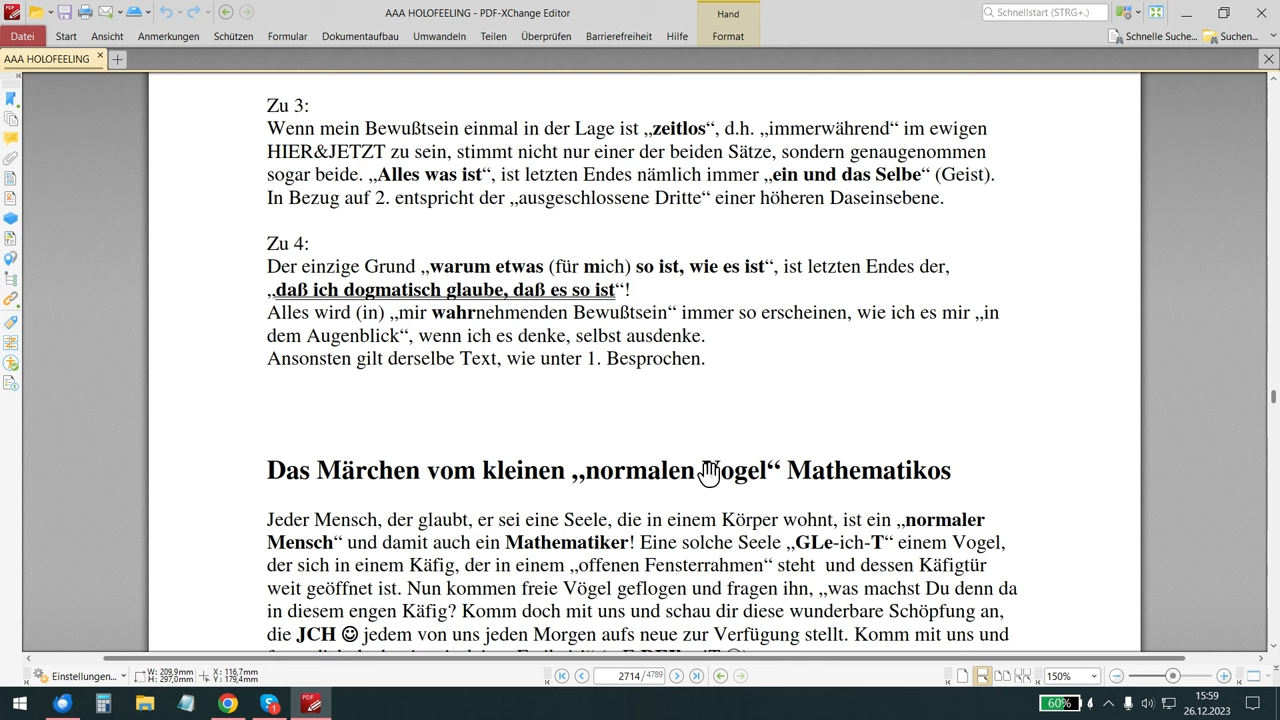 AAA HOLOFEELING - PDF-XChange Editor
Hand
Schnellstart (STRG+.)
Datei
Start
Ansicht
Anmerkungen
Schützen
Formular
Dokumentaufbau
Umwandeln
Teilen
Überprüfen
Barrierefreiheit
Hilfe
Format
Schnelle Suche...
Suchen...
AAA HOLOFEELING
Zu 3:
Wenn mein Bewußtsein einmal in der Lage ist „zeitlos“, d.h. „immerwährend“ im ewigen
HIER&JETZT zu sein, stimmt nicht nur einer der beiden Sätze, sondern genaugenommen
sogar beide. „Alles was ist“, ist letzten Endes nämlich immer „ein und das Selbe“ (Geist).
In Bezug auf 2. entspricht der „ausgeschlossene Dritte“ einer höheren Daseinsebene.
Zu 4:
Der einzige Grund „warum etwas (für mich) so ist, wie es ist“, ist letzten Endes der,
„daß ich dogmatisch glaube, daß es so ist“!
Alles wird (in) „mir wahrnehmenden Bewußtsein“ immer so erscheinen, wie ich es mir „in
dem Augenblick“, wenn ich es denke, selbst ausdenke.
Ansonsten gilt derselbe Text, wie unter 1. Besprochen.
Das Märchen vom kleinen „normalen Vogel“ Mathematikos
Jeder Mensch, der glaubt, er sei eine Seele, die in einem Körper wohnt, ist ein „normaler
Mensch“ und damit auch ein Mathematiker! Eine solche Seele „GLe-ich-T“ einem Vogel,
der sich in einem Käfig, der in einem „offenen Fensterrahmen“ steht und dessen Käfigtür
weit geöffnet ist. Nun kommen freie Vögel geflogen und fragen ihn, „was machst Du denn da
in diesem engen Käfig? Komm doch mit uns und schau dir diese wunderbare Schöpfung an,
die JCH ☺ jedem von uns jeden Morgen aufs neue zur Verfügung stellt. Komm mit uns und
Einstellungen...
W: 209,9mm
H: 297,0mm
X: 116,7mm
Y: 179,4mm
2714 / 4789
150%
60%
15:59
26.12.2023